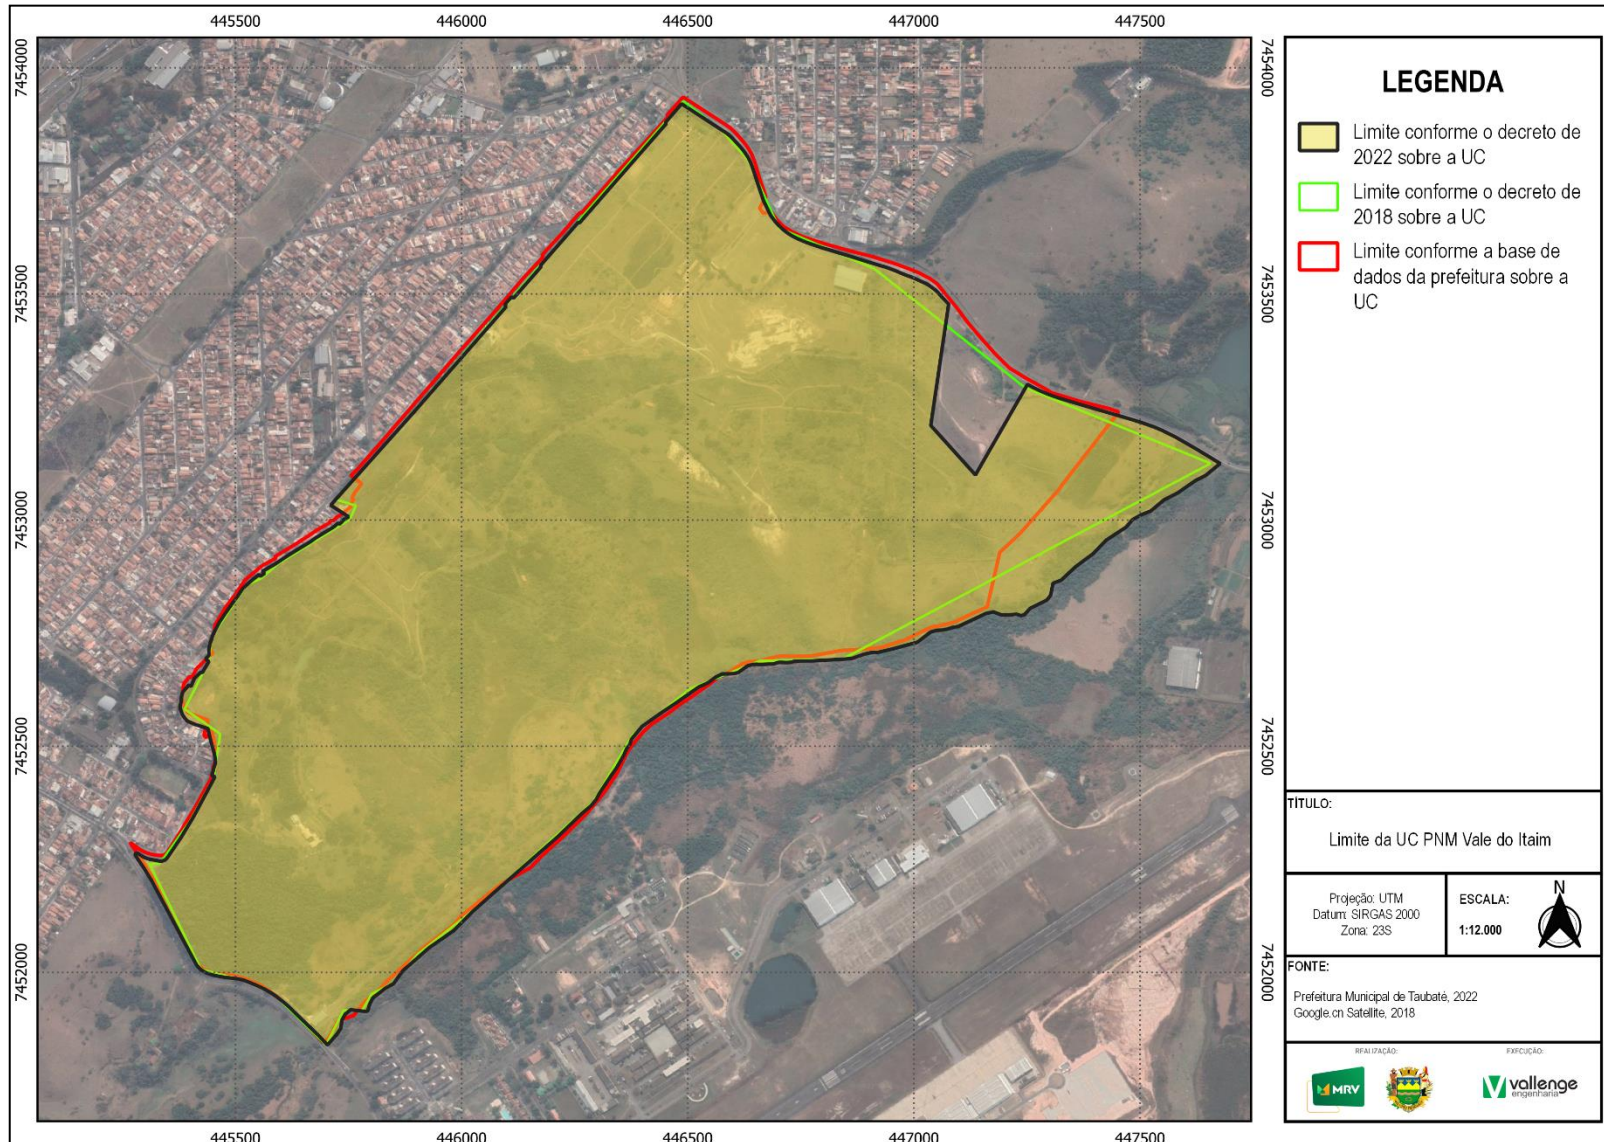 445500
446000
446500
447000
447500
7454000
7453500
7453000
7452500
7452000
7454000
7453500
7453000
7452500
7452000
445500
446000
446500
447000
447500
LEGENDA
Limite conforme o decreto de
2022 sobre a UC
Limite conforme o decreto de
2018 sobre a UC
Limite conforme a base de
dados da prefeitura sobre a
UC
TÍTULO:
Limite da UC PNM Vale do Itaim
Projeção: UTM
Datum: SIRGAS 2000
Zona: 23S
ESCALA:
1:12.000
N
FONTE:
Prefeitura Municipal de Taubaté, 2022
Google.cn Satellite, 2018
REALIZAÇÃO:
MRV
EXECUÇÃO:
vallenge
engenharia